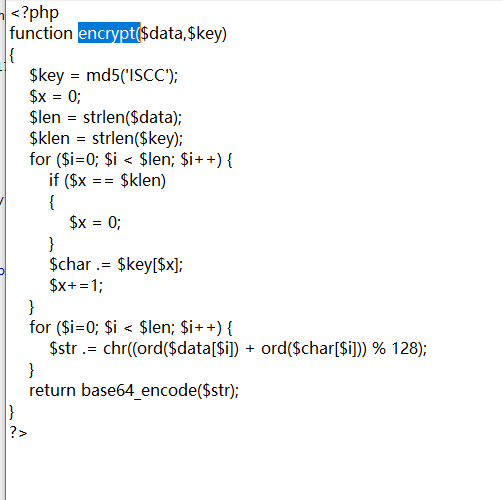 <?php
function encrypt($data,$key)
{
$key = md5('ISCC');
$x = 0;
$len = strlen($data);
$klen = strlen($key);
for ($i=0; $i < $len; $i++) {
if ($x == $klen)
{
$x = 0;
}
$char .= $key[$x];
$x+=1;
}
for ($i=0; $i < $len; $i++) {
$str .= chr((ord($data[$i]) + ord($char[$i])) % 128);
}
return base64_encode($str);
}
?>